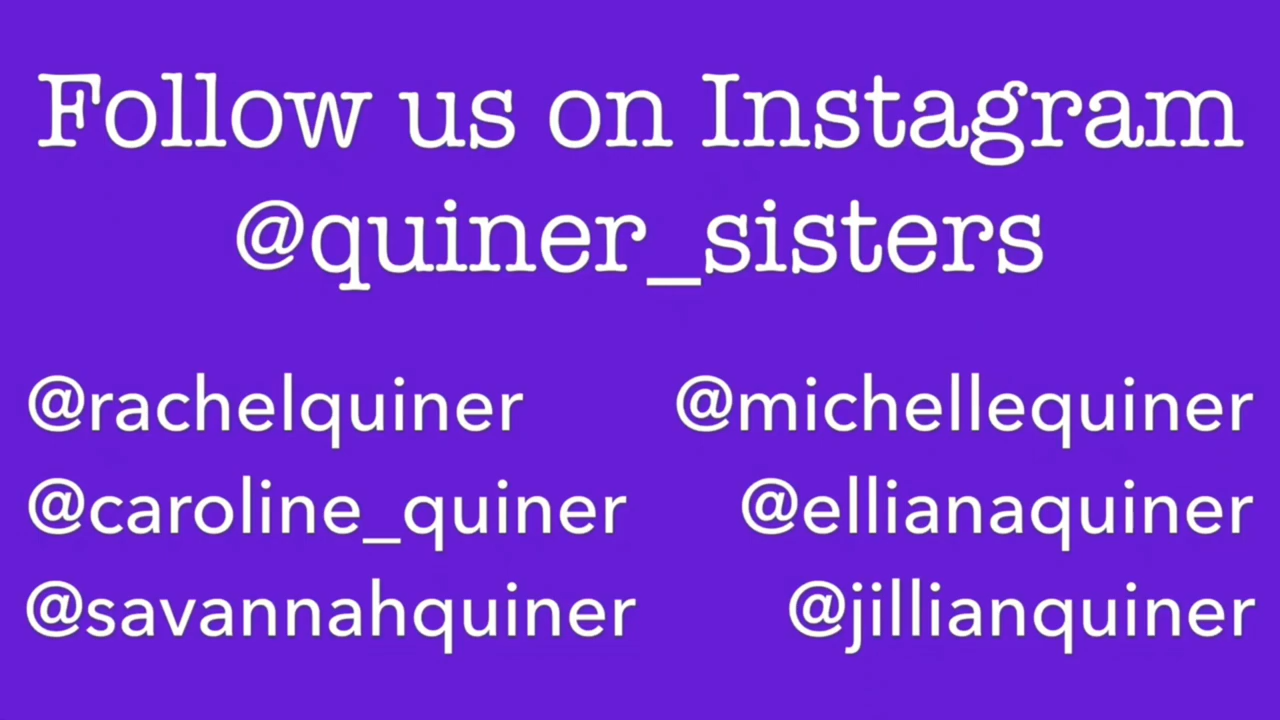 Follow us on Instagram
@quiner_sisters
@rachelquiner @michellequiner
@caroline_quiner @ellianaquiner
@savannahquiner @jillianquiner